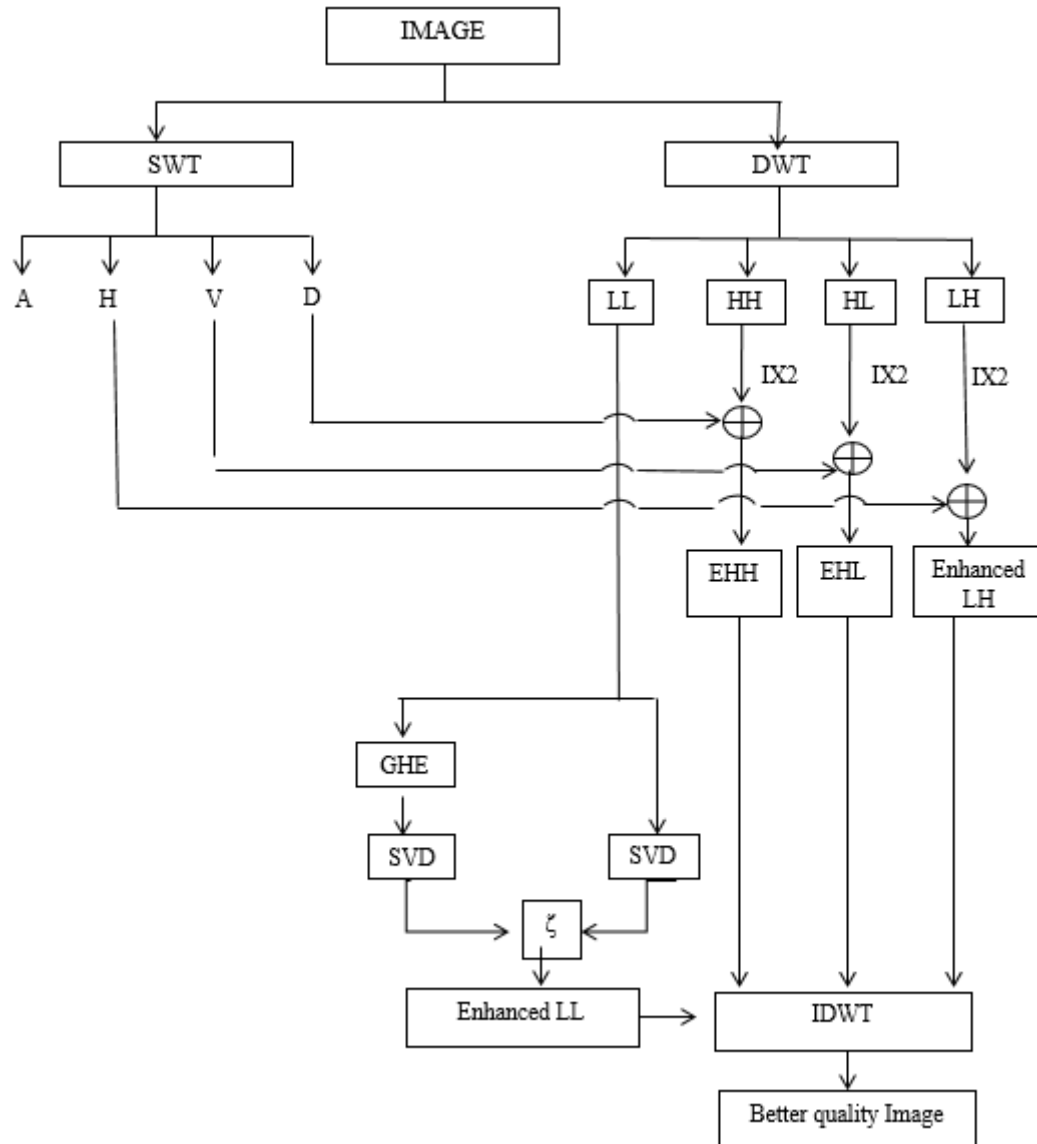 IMAGE
SWT
DWT
A
H
V
D
LL
HH
HL
LH
IX2
IX2
IX2
EHH
EHL
Enhanced
LH
GHE
SVD
SVD
ζ
Enhanced LL
IDWT
Better quality Image